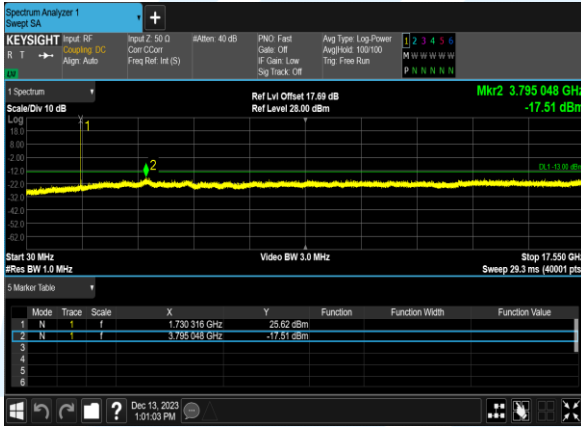 Spectrum Analyzer 1
Swept SA
KEYSIGHT Input: RF Input Z: 50 Ω #Atten: 40 dB PNO: Fast Avg Type: Log-Power 1 2 3 4 5 6
R T Coupling: DC Corr CCorr Gate: Off Avg|Hold: 100/100 M W W W W W
Align: Auto Freq Ref: Int (S) IF Gain: Low Trig: Free Run
LV Sig Track: Off P N N N N N
1 Spectrum Ref Lvl Offset 17.69 dB Mkr2 3.795 048 GHz
Scale/Div 10 dB Ref Level 28.00 dBm -17.51 dBm
Log
18.0
8.00
-2.00
-12.0
-22.0
-32.0
-42.0
-52.0
-62.0
1
2
DL1 -13.00 dBm
Start 30 MHz Video BW 3.0 MHz Stop 17.550 GHz
#Res BW 1.0 MHz Sweep 29.3 ms (40001 pts)
5 Marker Table
Mode Trace Scale X Y Function Function Width Function Value
1 N 1 f 1.730 316 GHz 25.62 dBm
2 N 1 f 3.795 048 GHz -17.51 dBm
3
4
5
6
? Dec 13, 2023
1:01:03 PM